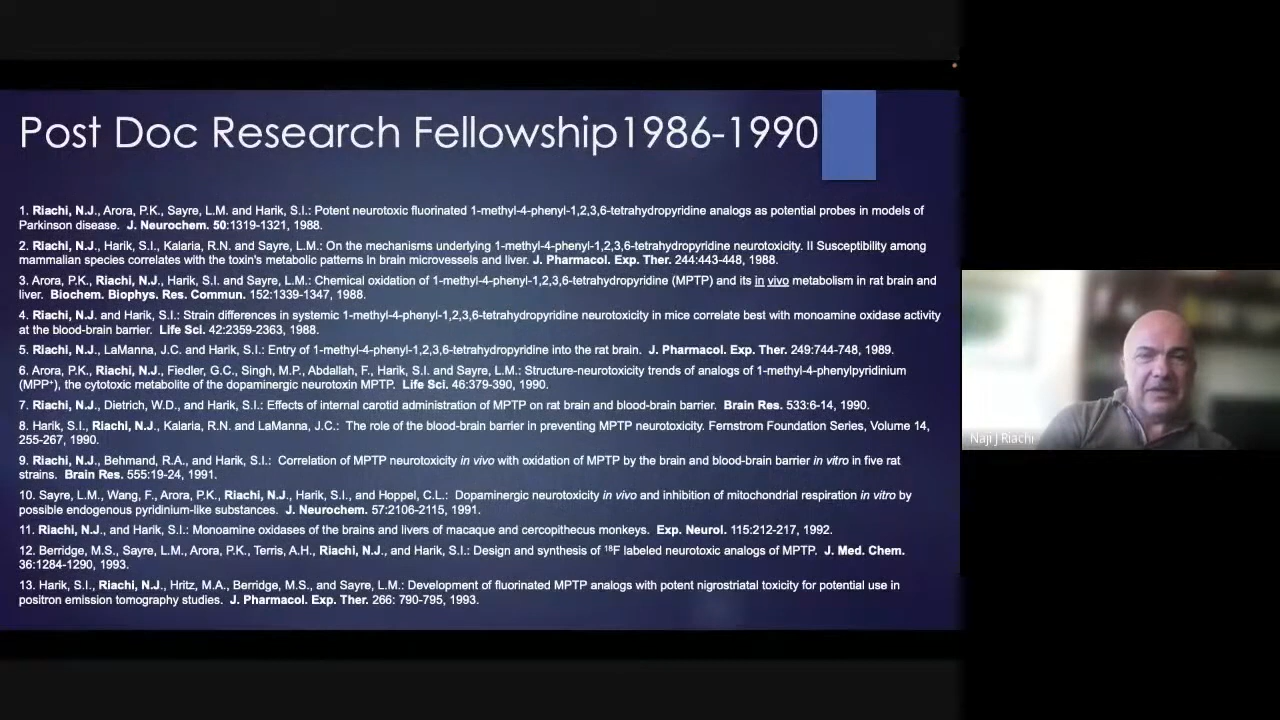 Post Doc Research Fellowship1986-1990
1. Riachi, N.J., Arora, P.K., Sayre, L.M. and Harik, S.I.: Potent neurotoxic fluorinated 1-methyl-4-phenyl-1,2,3,6-tetrahydropyridine analogs as potential probes in models of
Parkinson disease. J. Neurochem. 50:1319-1321, 1988.
2. Riachi, N.J., Harik, S.I., Kalaria, R.N. and Sayre, L.M.: On the mechanisms underlying 1-methyl-4-phenyl-1,2,3,6-tetrahydropyridine neurotoxicity. II Susceptibility among
mammalian species correlates with the toxin's metabolic patterns in brain microvessels and liver. J. Pharmacol. Exp. Ther. 244:443-448, 1988.
3. Arora, P.K., Riachi, N.J., Harik, S.I. and Sayre, L.M.: Chemical oxidation of 1-methyl-4-phenyl-1,2,3,6-tetrahydropyridine (MPTP) and its in vivo metabolism in rat brain and
liver. Biochem. Biophys. Res. Commun. 152:1339-1347, 1988.
4. Riachi, N.J. and Harik, S.I.: Strain differences in systemic 1-methyl-4-phenyl-1,2,3,6-tetrahydropyridine neurotoxicity in mice correlate best with monoamine oxidase activity
at the blood-brain barrier. Life Sci. 42:2359-2363, 1988.
5. Riachi, N.J., LaManna, J.C. and Harik, S.I.: Entry of 1-methyl-4-phenyl-1,2,3,6-tetrahydropyridine into the rat brain. J. Pharmacol. Exp. Ther. 249:744-748, 1989.
6. Arora, P.K., Riachi, N.J., Fiedler, G.C., Singh, M.P., Abdallah, F., Harik, S.I. and Sayre, L.M.: Structure-neurotoxicity trends of analogs of 1-methyl-4-phenylpyridinium
(MPP⁺), the cytotoxic metabolite of the dopaminergic neurotoxin MPTP. Life Sci. 46:379-390, 1990.
7. Riachi, N.J., Dietrich, W.D., and Harik, S.I.: Effects of internal carotid administration of MPTP on rat brain and blood-brain barrier. Brain Res. 533:6-14, 1990.
8. Harik, S.I., Riachi, N.J., Kalaria, R.N. and LaManna, J.C.: The role of the blood-brain barrier in preventing MPTP neurotoxicity. Fernstrom Foundation Series, Volume 14,
255-267, 1990.
9. Riachi, N.J., Behmand, R.A., and Harik, S.I.: Correlation of MPTP neurotoxicity in vivo with oxidation of MPTP by the brain and blood-brain barrier in vitro in five rat
strains. Brain Res. 555:19-24, 1991.
10. Sayre, L.M., Wang, F., Arora, P.K., Riachi, N.J., Harik, S.I., and Hoppel, C.L.: Dopaminergic neurotoxicity in vivo and inhibition of mitochondrial respiration in vitro by
possible endogenous pyridinium-like substances. J. Neurochem. 57:2106-2115, 1991.
11. Riachi, N.J., and Harik, S.I.: Monoamine oxidases of the brains and livers of macaque and cercopithecus monkeys. Exp. Neurol. 115:212-217, 1992.
12. Berridge, M.S., Sayre, L.M., Arora, P.K., Terris, A.H., Riachi, N.J., and Harik, S.I.: Design and synthesis of ¹⁸F labeled neurotoxic analogs of MPTP. J. Med. Chem.
36:1284-1290, 1993.
13. Harik, S.I., Riachi, N.J., Hritz, M.A., Berridge, M.S., and Sayre, L.M.: Development of fluorinated MPTP analogs with potent nigrostriatal toxicity for potential use in
positron emission tomography studies. J. Pharmacol. Exp. Ther. 266: 790-795, 1993.
Naji J Riachi